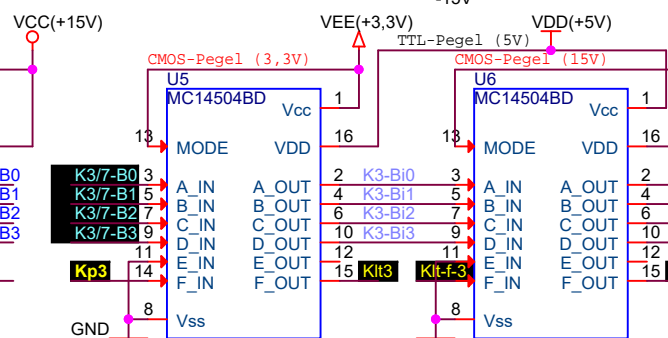 -15V
VCC(+15V)
VEE(+3,3V)
VDD(+5V)
TTL-Pegel (5V)
CMOS-Pegel (3,3V)
CMOS-Pegel (15V)
U5
U6
MC14504BD
MC14504BD
Vcc 1
Vcc 1
13 MODE VDD 16
13 MODE VDD 16
B0 K3/7-B0 3 A_IN A_OUT 2 K3-Bi0 3 A_IN A_OUT 2
B1 K3/7-B1 5 B_IN B_OUT 4 K3-Bi1 5 B_IN B_OUT 4
B2 K3/7-B2 7 C_IN C_OUT 6 K3-Bi2 7 C_IN C_OUT 6
B3 K3/7-B3 9 D_IN D_OUT 10 K3-Bi3 9 D_IN D_OUT 10
11 E_IN E_OUT 12 11 E_IN E_OUT 12
Kp3 14 F_IN F_OUT 15 Klt3 Klt-f-3 F_IN F_OUT 15
8 Vss 8 Vss
GND